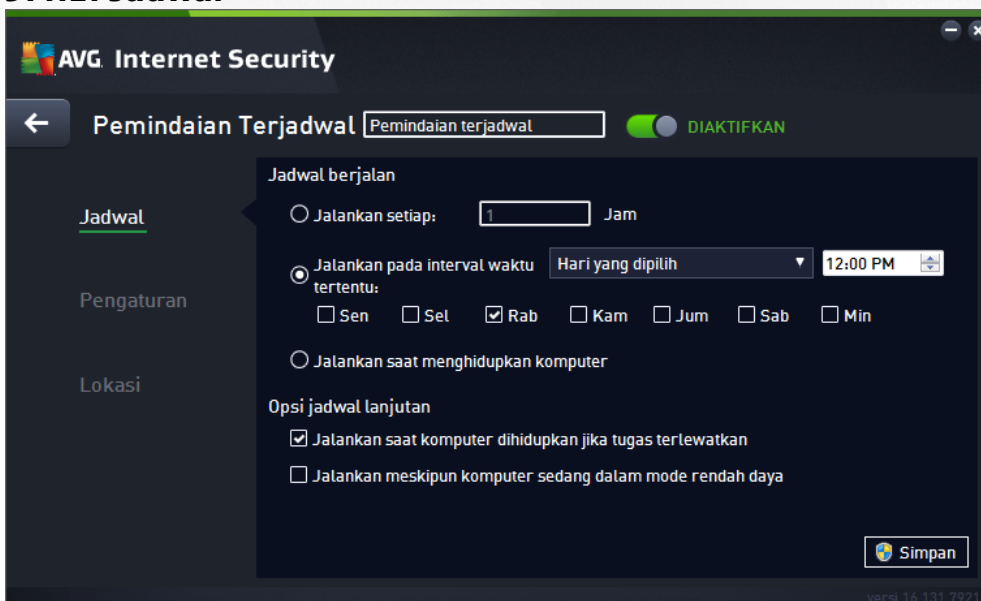 AVG Internet Security
Pemindaian Terjadwal Pemindaian terjadwal DIAKTIFKAN
Jadwal
Pengaturan
Lokasi
Jadwal berjalan
Jalankan setiap: 1 Jam
Jalankan pada interval waktu tertentu: Hari yang dipilih 12:00 PM
Sen Sel Rab Kam Jum Sab Min
Jalankan saat menghidupkan komputer
Opsi jadwal lanjutan
Jalankan saat komputer dihidupkan jika tugas terlewatkan
Jalankan meskipun komputer sedang dalam mode rendah daya
Simpan
versi 16.131.7921